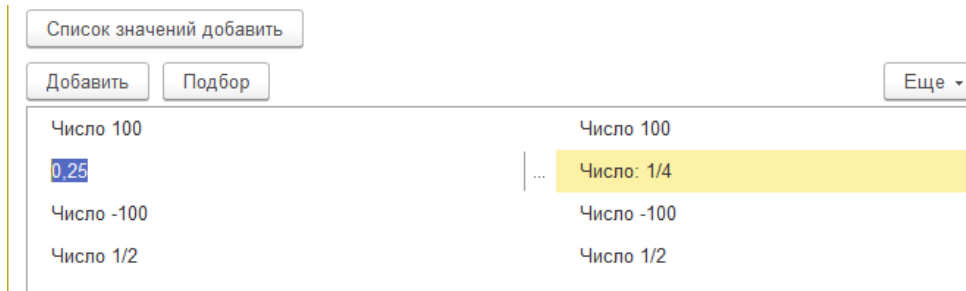 Список значений добавить
Добавить Подбор Еще
Число 100 Число 100
0,25 ... Число: 1/4
Число -100 Число -100
Число 1/2 Число 1/2